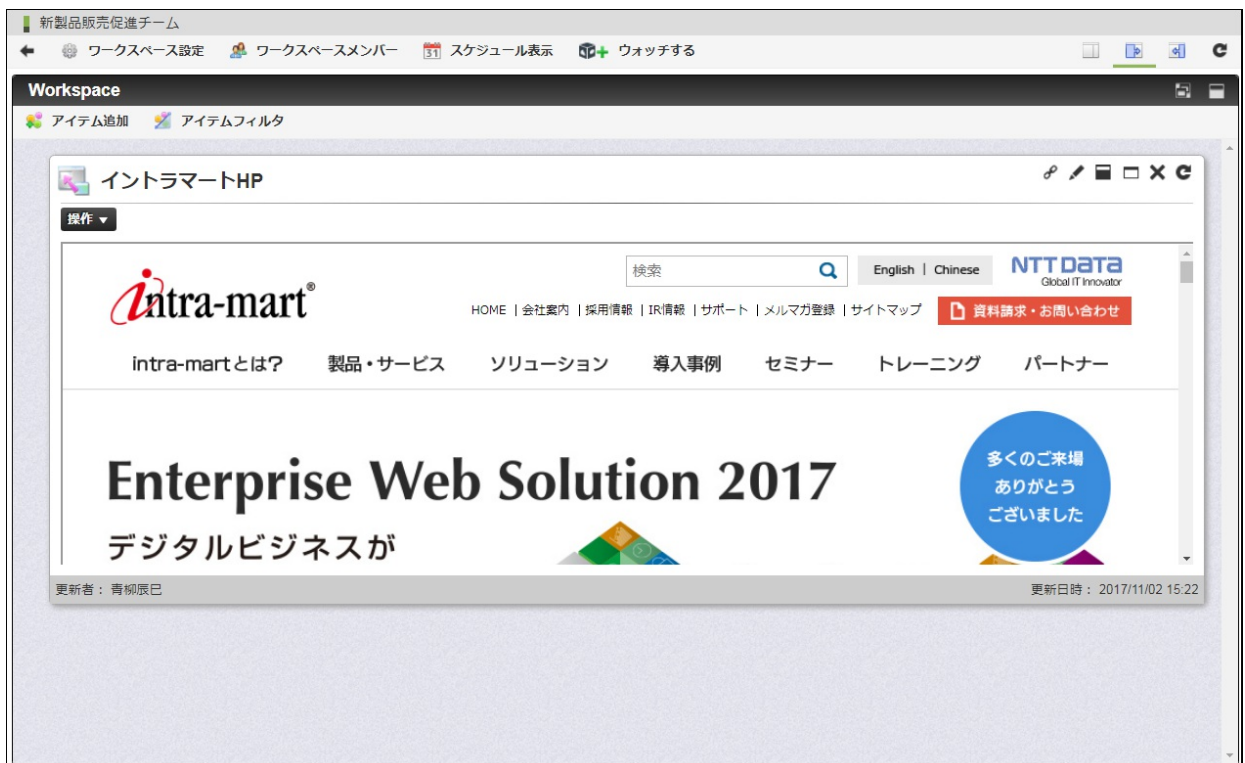 新製品販売促進チーム
ワークスペース設定 ワークスペースメンバー 31 スケジュール表示 ウォッチする
Workspace
アイテム追加 アイテムフィルタ
イントラマートHP
操作 ▼
intra-mart® 検索 English | Chinese NTT DATA
Global IT Innovator
HOME | 会社案内 | 採用情報 | IR情報 | サポート | メルマガ登録 | サイトマップ 資料請求・お問い合わせ
intra-martとは? 製品・サービス ソリューション 導入事例 セミナー トレーニング パートナー
Enterprise Web Solution 2017
デジタルビジネスが
多くのご来場
ありがとう
ございました
更新者： 青柳辰巳 更新日時： 2017/11/02 15:22